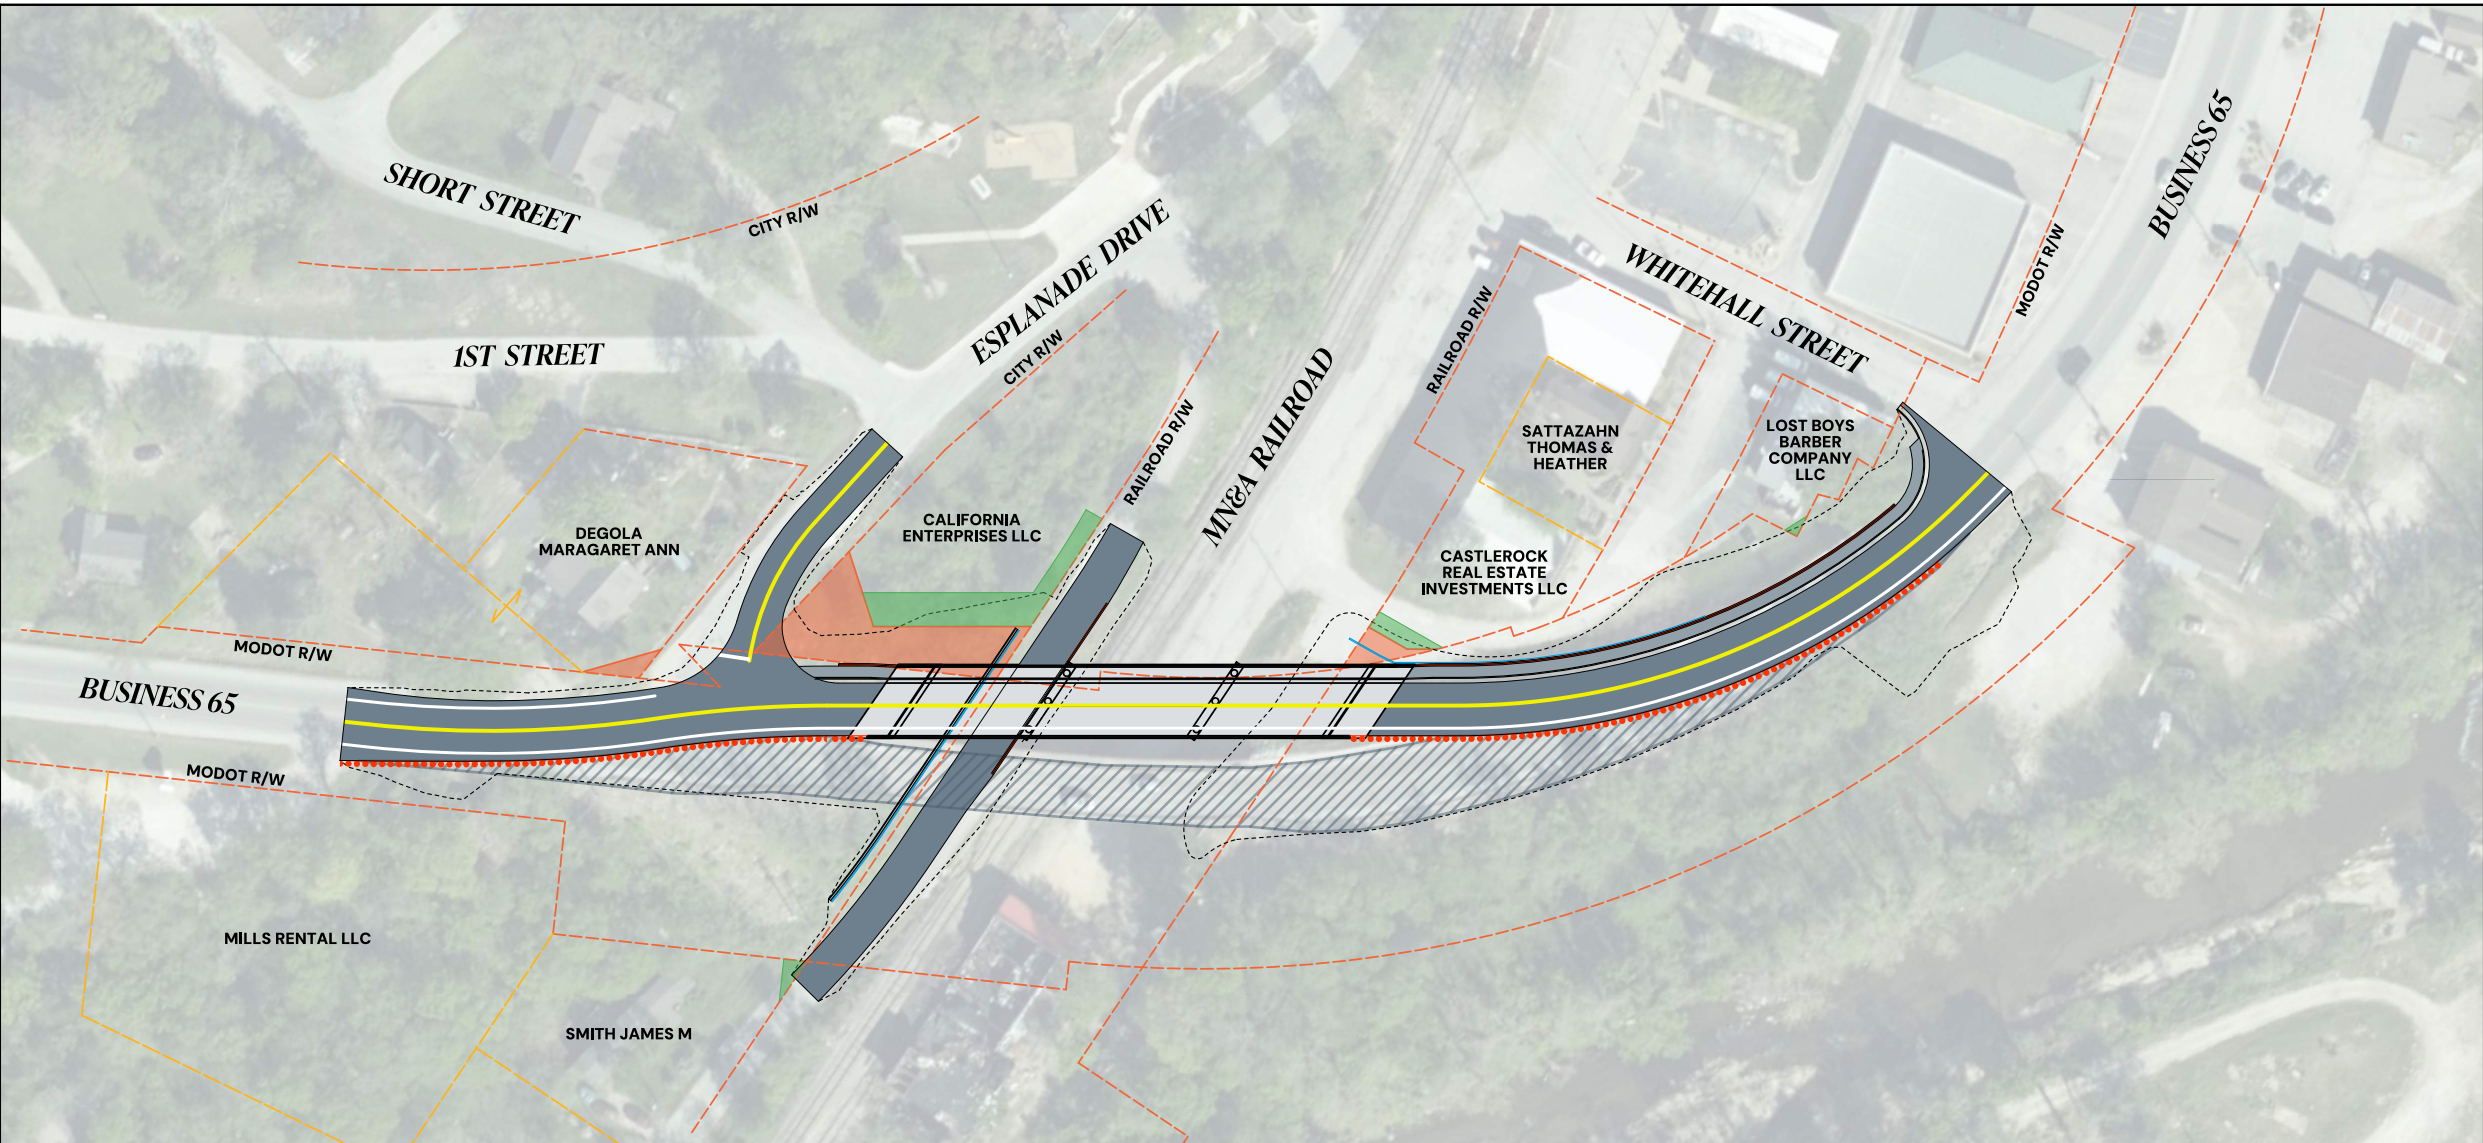 SHORT STREET
CITY R/W
BUSINESS 65
ESPLANADE DRIVE
CITY R/W
WHITEHALL STREET
MODOT R/W
1ST STREET
RAILROAD R/W
RAILROAD R/W
MN&A RAILROAD
SATTAZAHN
THOMAS &
HEATHER
LOST BOYS
BARBER
COMPANY
LLC
DEGOLA
MARAGARET ANN
CALIFORNIA
ENTERPRISES LLC
CASTLEROCK
REAL ESTATE
INVESTMENTS LLC
MODOT R/W
BUSINESS 65
MODOT R/W
MILLS RENTAL LLC
SMITH JAMES M